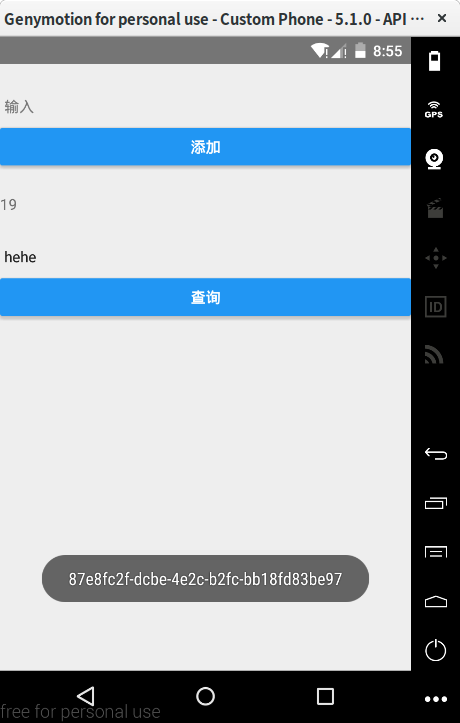 Genymotion for personal use - Custom Phone - 5.1.0 - API ···
8:55
输入
添加
GPS
19
hehe
查询
ID
87e8fc2f-dcbe-4e2c-b2fc-bb18fd83be97
free for personal use